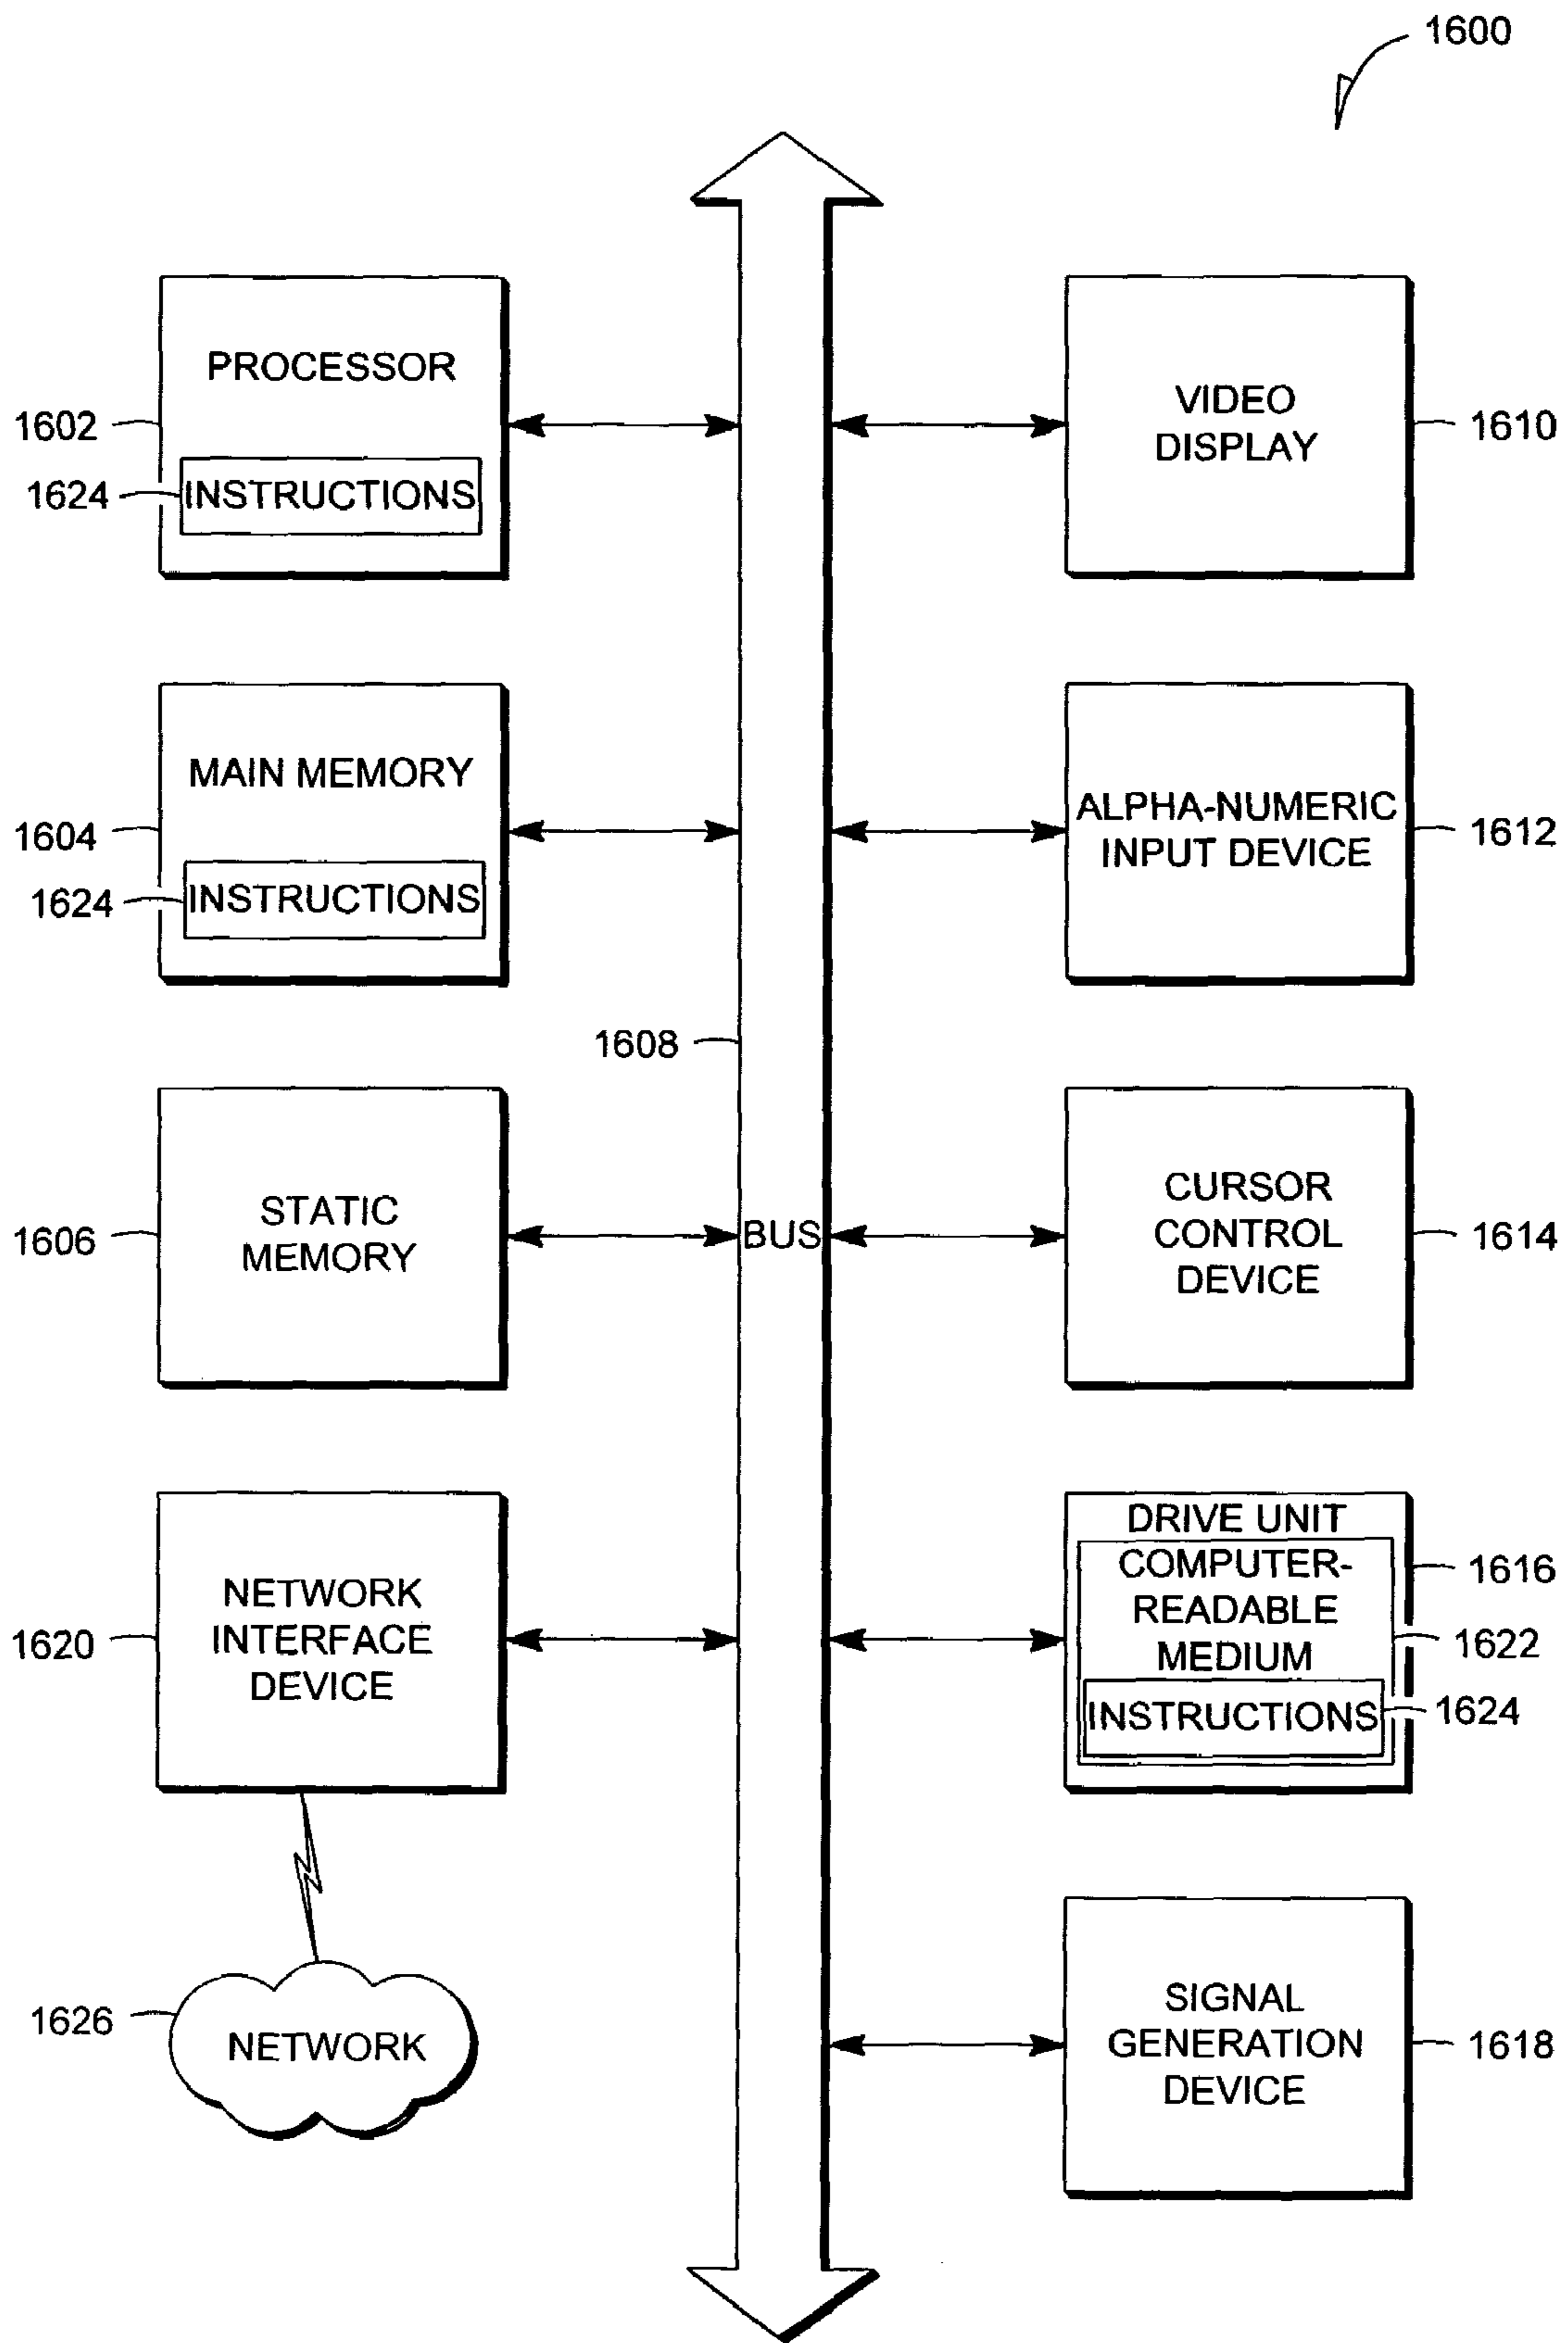 1600
PROCESSOR
1602
1624
INSTRUCTIONS
VIDEO
DISPLAY
1610
MAIN MEMORY
1604
1624
INSTRUCTIONS
ALPHA-NUMERIC
INPUT DEVICE
1612
1608
STATIC
MEMORY
1606
BUS
CURSOR
CONTROL
DEVICE
1614
NETWORK
INTERFACE
DEVICE
1620
DRIVE UNIT
COMPUTER-
READABLE
MEDIUM
1616
1622
INSTRUCTIONS
1624
1626
NETWORK
SIGNAL
GENERATION
DEVICE
1618